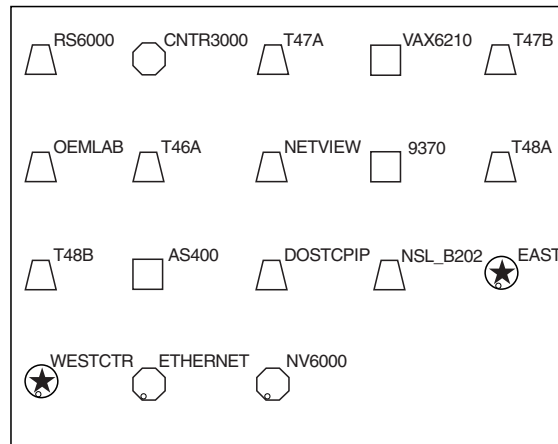 RS6000 CNTR3000 T47A VAX6210 T47B
OEMLAB T46A NETVIEW 9370 T48A
T48B AS400 DOSTCPIP NSL_B202 EAST
WESTCTR ETHERNET NV6000